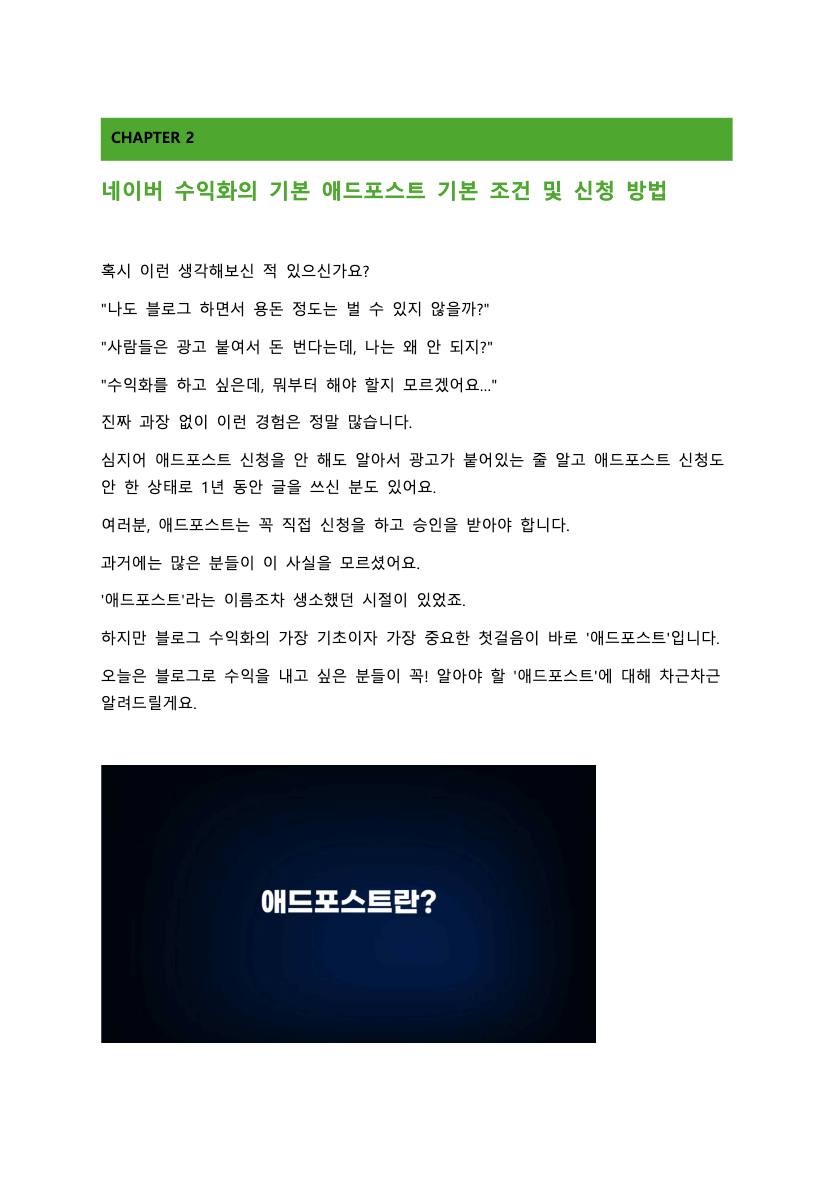 CHAPTER 2
네이버 수익화의 기본 애드포스트 기본 조건 및 신청 방법
혹시 이런 생각해보신 적 있으신가요?
"나도 블로그 하면서 용돈 정도는 벌 수 있지 않을까?"
"사람들은 광고 붙여서 돈 번다는데, 나는 왜 안 되지?"
"수익화를 하고 싶은데, 뭐부터 해야 할지 모르겠어요..."
진짜 과장 없이 이런 경험은 정말 많습니다.
심지어 애드포스트 신청을 안 해도 알아서 광고가 붙어있는 줄 알고 애드포스트 신청도
안 한 상태로 1년 동안 글을 쓰신 분도 있어요.
여러분, 애드포스트는 꼭 직접 신청을 하고 승인을 받아야 합니다.
과거에는 많은 분들이 이 사실을 모르셨어요.
'애드포스트'라는 이름조차 생소했던 시절이 있었죠.
하지만 블로그 수익화의 가장 기초이자 가장 중요한 첫걸음이 바로 '애드포스트'입니다.
오늘은 블로그로 수익을 내고 싶은 분들이 꼭! 알아야 할 '애드포스트'에 대해 차근차근
알려드릴게요.
애드포스트란?